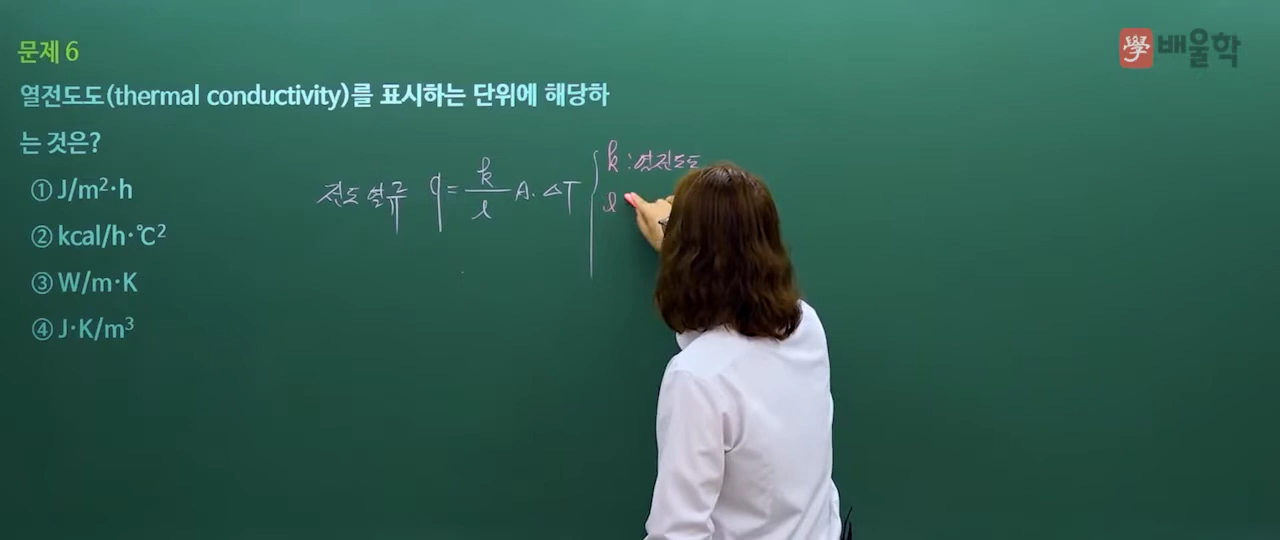 學 배울학
문제 6
열전도도(thermal conductivity)를 표시하는 단위에 해당하
는 것은?
① J/m²·h
② kcal/h·℃²
③ W/m·K
④ J·K/m³
전도열류 q = k/l A·ΔT
k : 열전도도
l